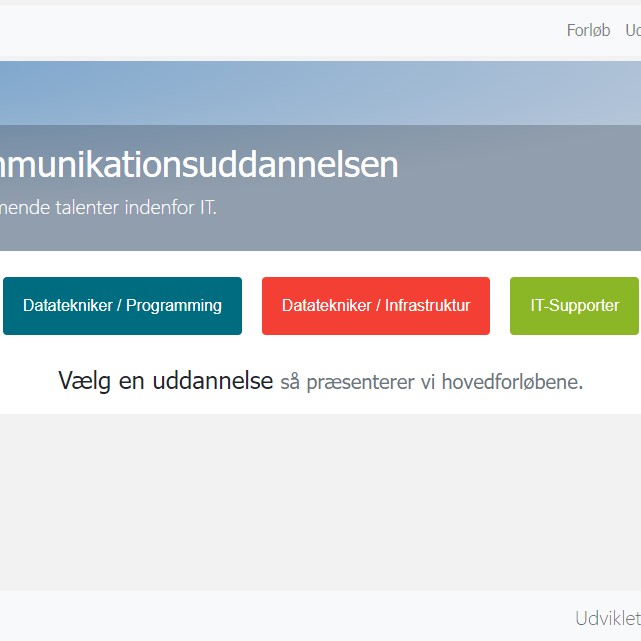 Forløb
mmunikationsuddannelsen
mende talenter indenfor IT.
Datatekniker / Programming
Datatekniker / Infrastruktur
IT-Supporter
Vælg en uddannelse så præsenterer vi hovedforløbene.
Udviklet